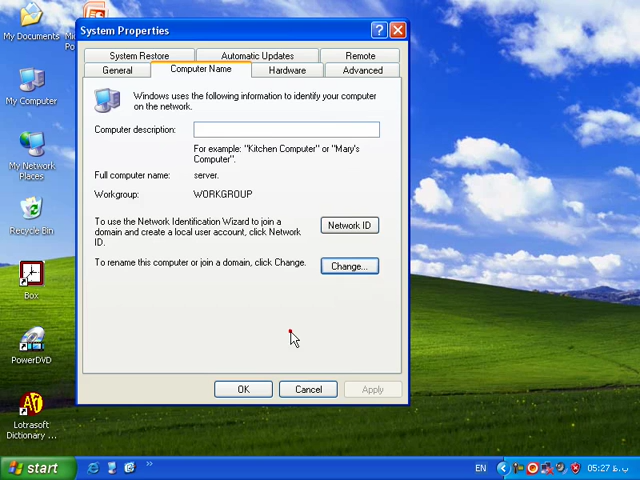 My Documents
System Properties
System Restore
Automatic Updates
Remote
General
Computer Name
Hardware
Advanced
Windows uses the following information to identify your computer
on the network.
Computer description:
For example: "Kitchen Computer" or "Mary's
Computer".
Full computer name:
server.
Workgroup:
WORKGROUP
To use the Network Identification Wizard to join a
domain and create a local user account, click Network
ID.
Network ID
To rename this computer or join a domain, click Change.
Change...
OK
Cancel
Apply
My Computer
My Network
Places
Recycle Bin
Box
PowerDVD
Lotrasoft
Dictionary ...
start
EN
05:27 ب.ظ